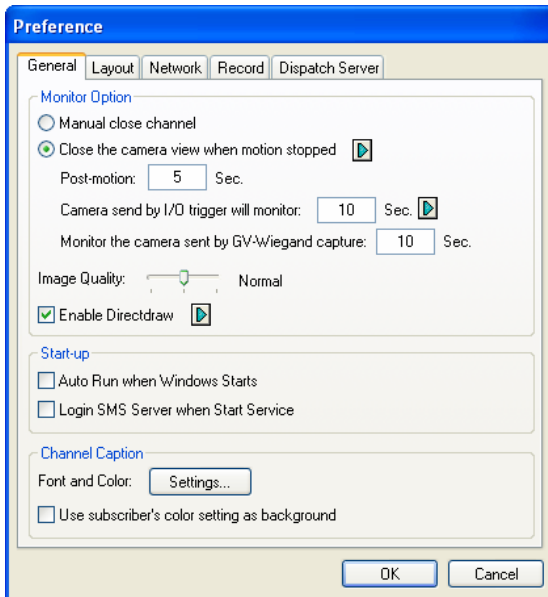 Preference
General Layout Network Record Dispatch Server
Monitor Option
Manual close channel
Close the camera view when motion stopped
Post-motion: 5 Sec.
Camera send by I/O trigger will monitor: 10 Sec.
Monitor the camera sent by GV-Wiegand capture: 10 Sec.
Image Quality: Normal
Enable Directdraw
Start-up
Auto Run when Windows Starts
Login SMS Server when Start Service
Channel Caption
Font and Color: Settings...
Use subscriber's color setting as background
OK Cancel